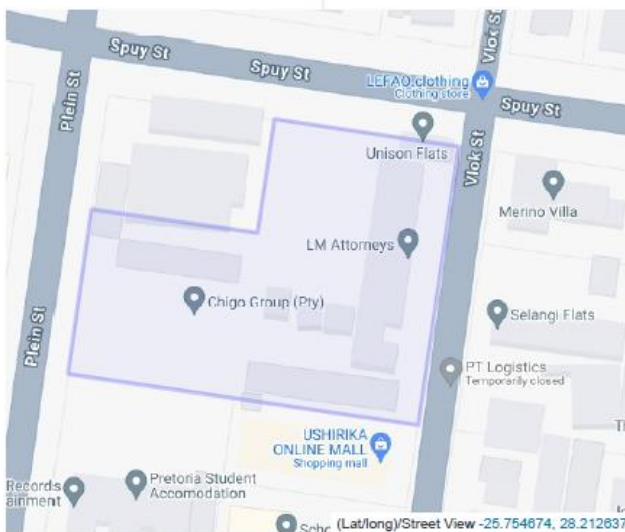 Spuy St
Spuy St
Spuy St
Plein St
Vlok St
LEFAO.clothing
Clothing store
Unison Flats
Vlok St
Merino Villa
LM Attorneys
Chigo Group (Pty)
Selangi Flats
Plein St
PT Logistics
Temporarily closed
USHIRIKA
ONLINE MALL
Shopping mall
Pretoria Student
Accomodation
Records
ainment
(Lat/long)/Street View -25.754674, 28.21263